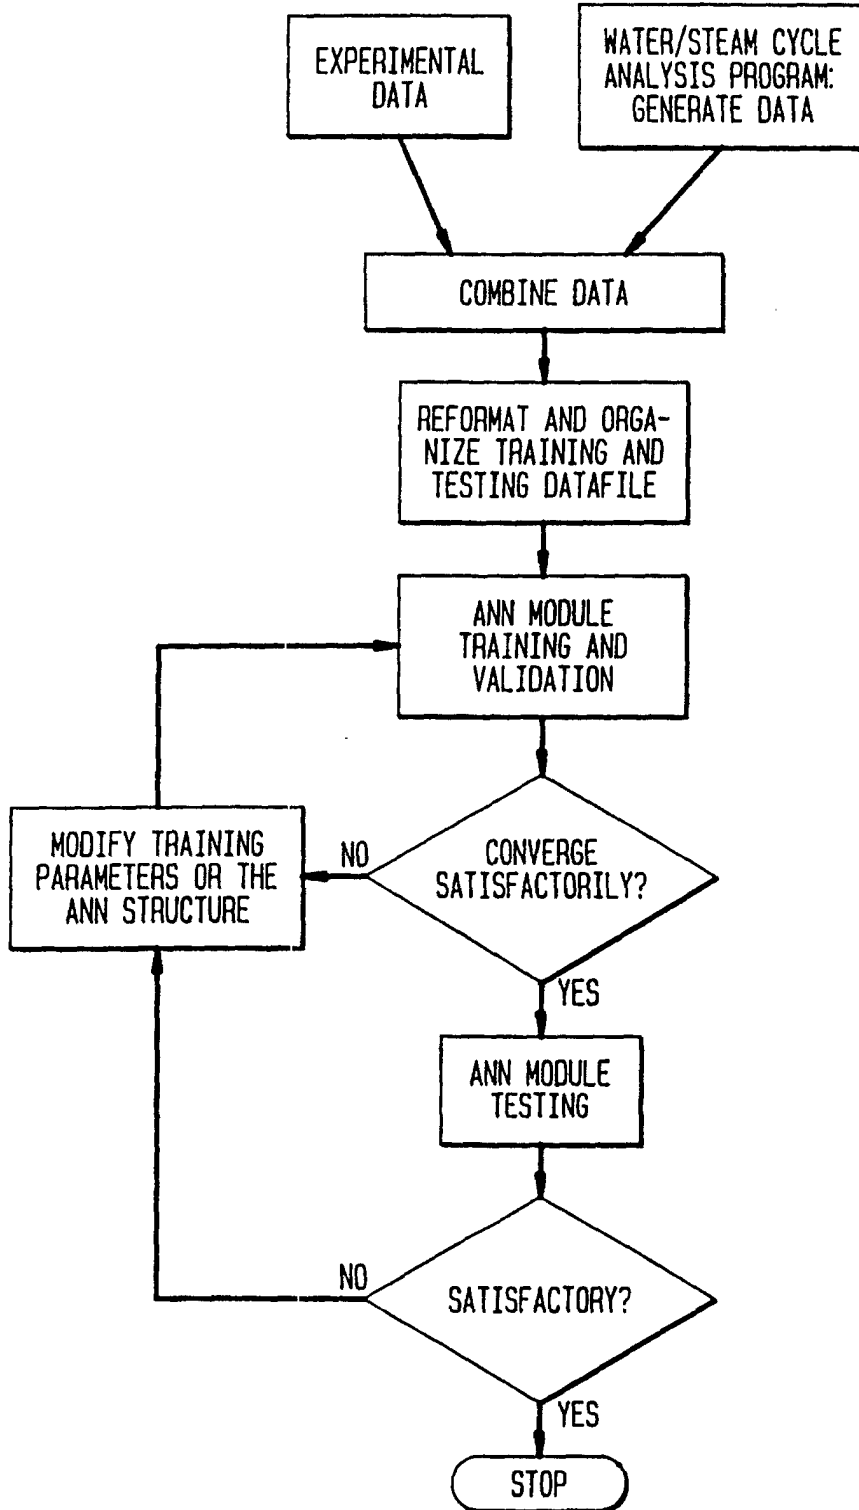 EXPERIMENTAL
DATA
WATER/STEAM CYCLE
ANALYSIS PROGRAM:
GENERATE DATA
COMBINE DATA
REFORMAT AND ORGA-
NIZE TRAINING AND
TESTING DATAFILE
ANN MODULE
TRAINING AND
VALIDATION
MODIFY TRAINING
PARAMETERS OR THE
ANN STRUCTURE
NO
CONVERGE
SATISFACTORILY?
YES
ANN MODULE
TESTING
NO
SATISFACTORY?
YES
STOP